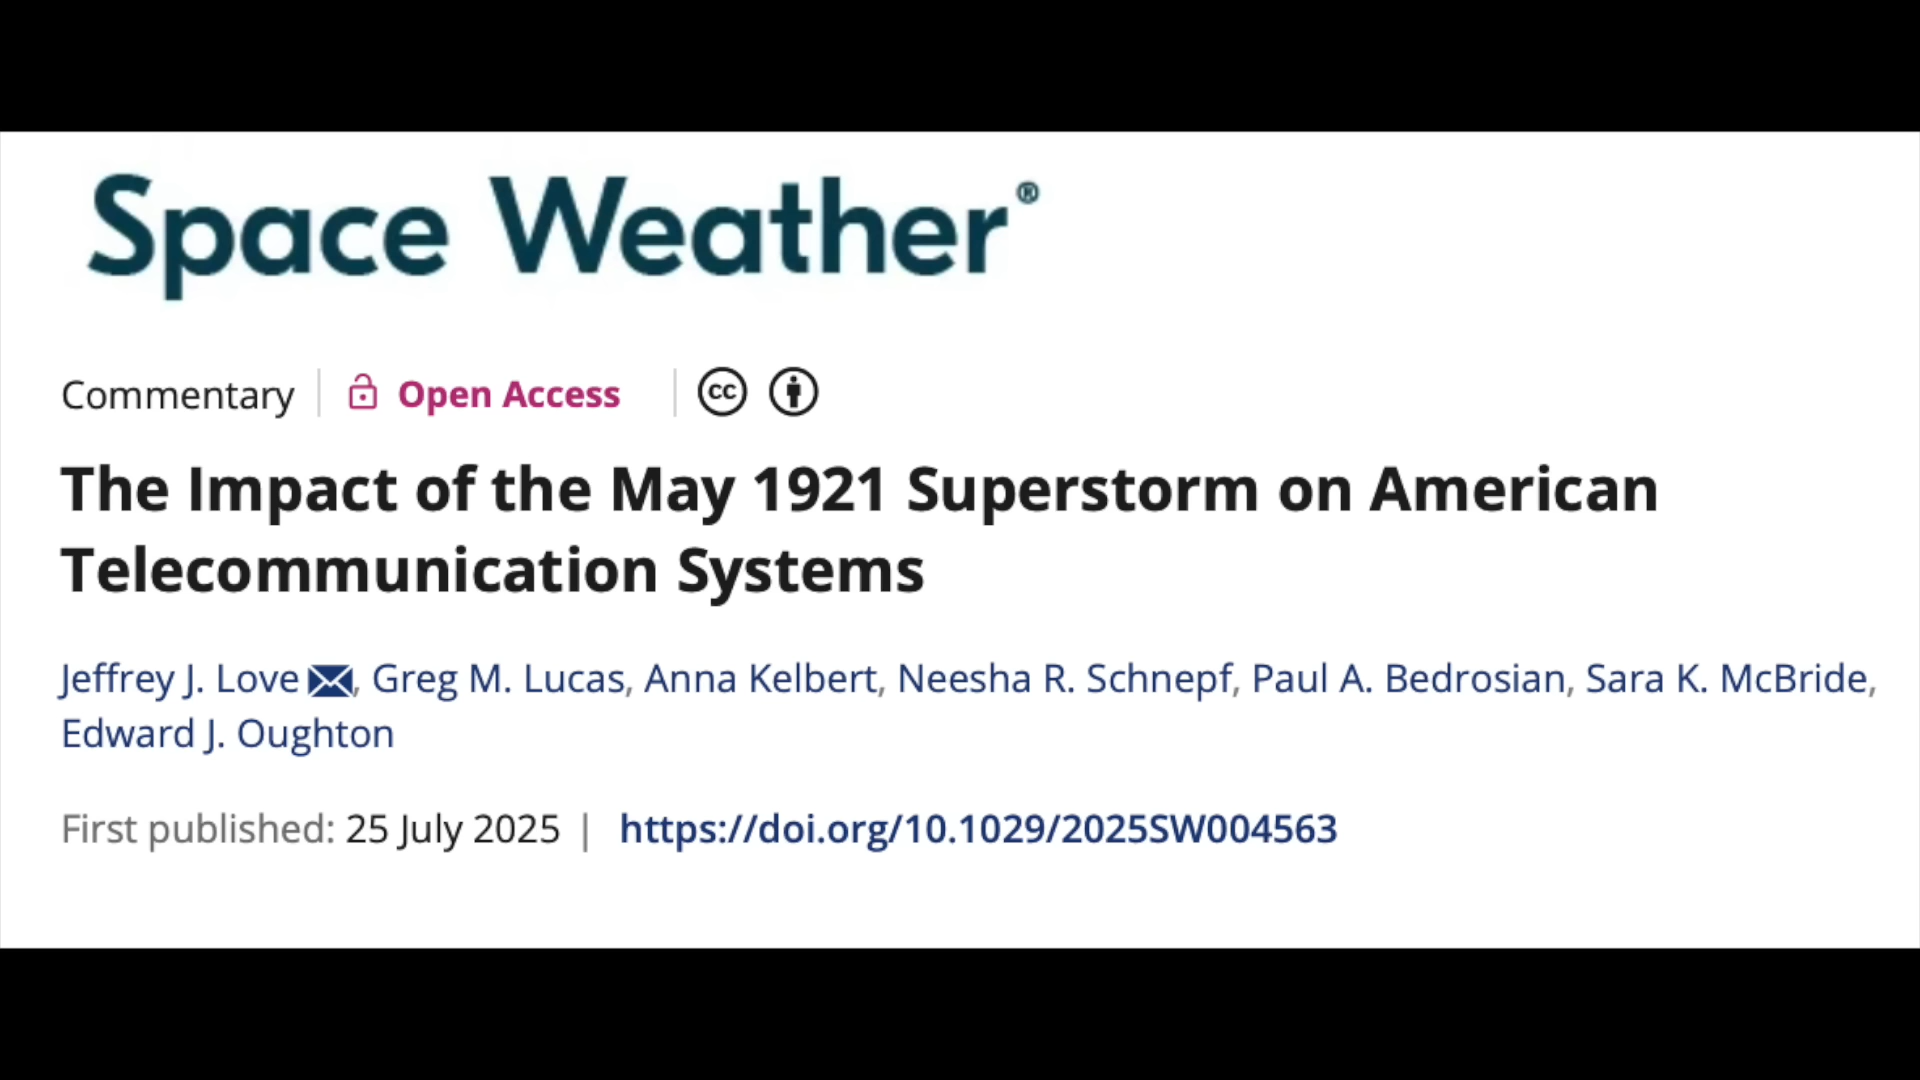 Space Weather®
Commentary | Open Access | cc
The Impact of the May 1921 Superstorm on American
Telecommunication Systems
Jeffrey J. Love, Greg M. Lucas, Anna Kelbert, Neesha R. Schnepf, Paul A. Bedrosian, Sara K. McBride,
Edward J. Oughton
First published: 25 July 2025 | https://doi.org/10.1029/2025SW004563